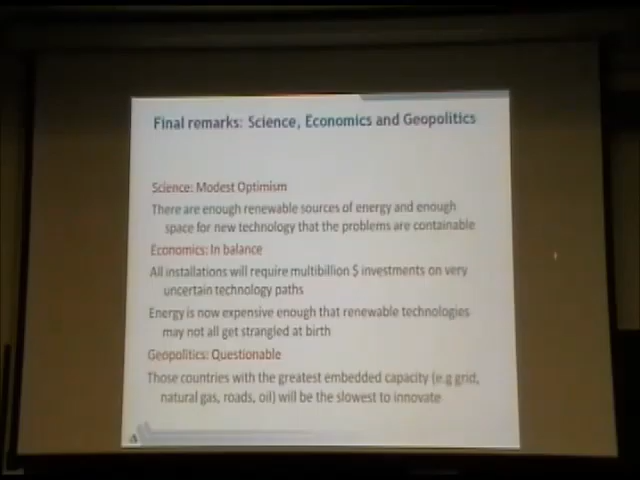 Final remarks: Science, Economics and Geopolitics
Science: Modest Optimism
There are enough renewable sources of energy and enough
space for new technology that the problems are containable
Economics: In balance
All installations will require multibillion $ investments on very
uncertain technology paths
Energy is now expensive enough that renewable technologies
may not all get strangled at birth
Geopolitics: Questionable
Those countries with the greatest embedded capacity (e.g grid,
natural gas, roads, oil) will be the slowest to innovate